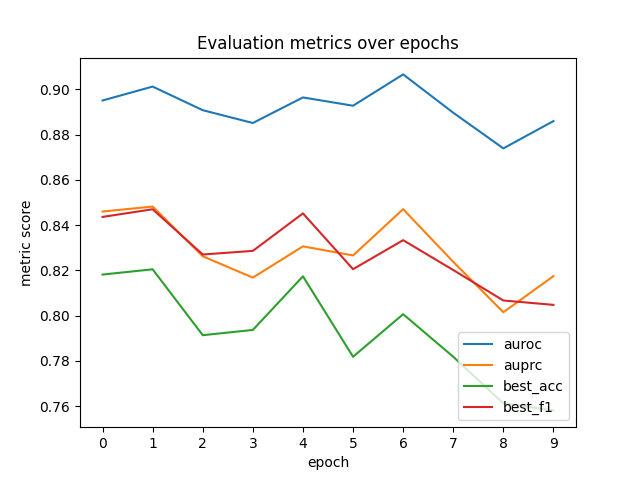 Evaluation metrics over epochs
metric score
0.90
0.88
0.86
0.84
0.82
0.80
0.78
0.76
auroc
auprc
best_acc
best_f1
0 1 2 3 4 5 6 7 8 9
epoch